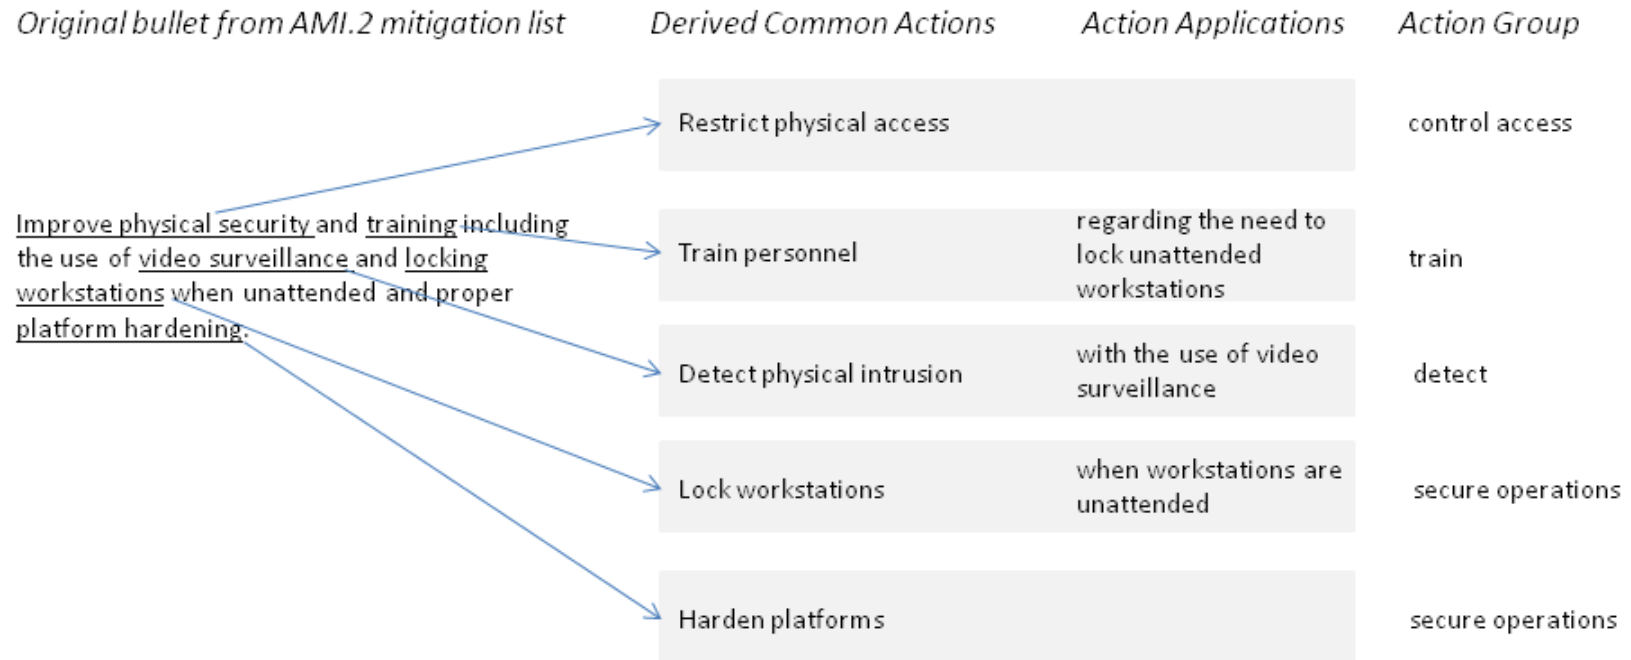 Original bullet from AMI.2 mitigation list
Derived Common Actions
Action Applications
Action Group
Improve physical security and training including
the use of video surveillance and locking
workstations when unattended and proper
platform hardening.
Restrict physical access
control access
Train personnel
regarding the need to
lock unattended
workstations
train
Detect physical intrusion
with the use of video
surveillance
detect
Lock workstations
when workstations are
unattended
secure operations
Harden platforms
secure operations